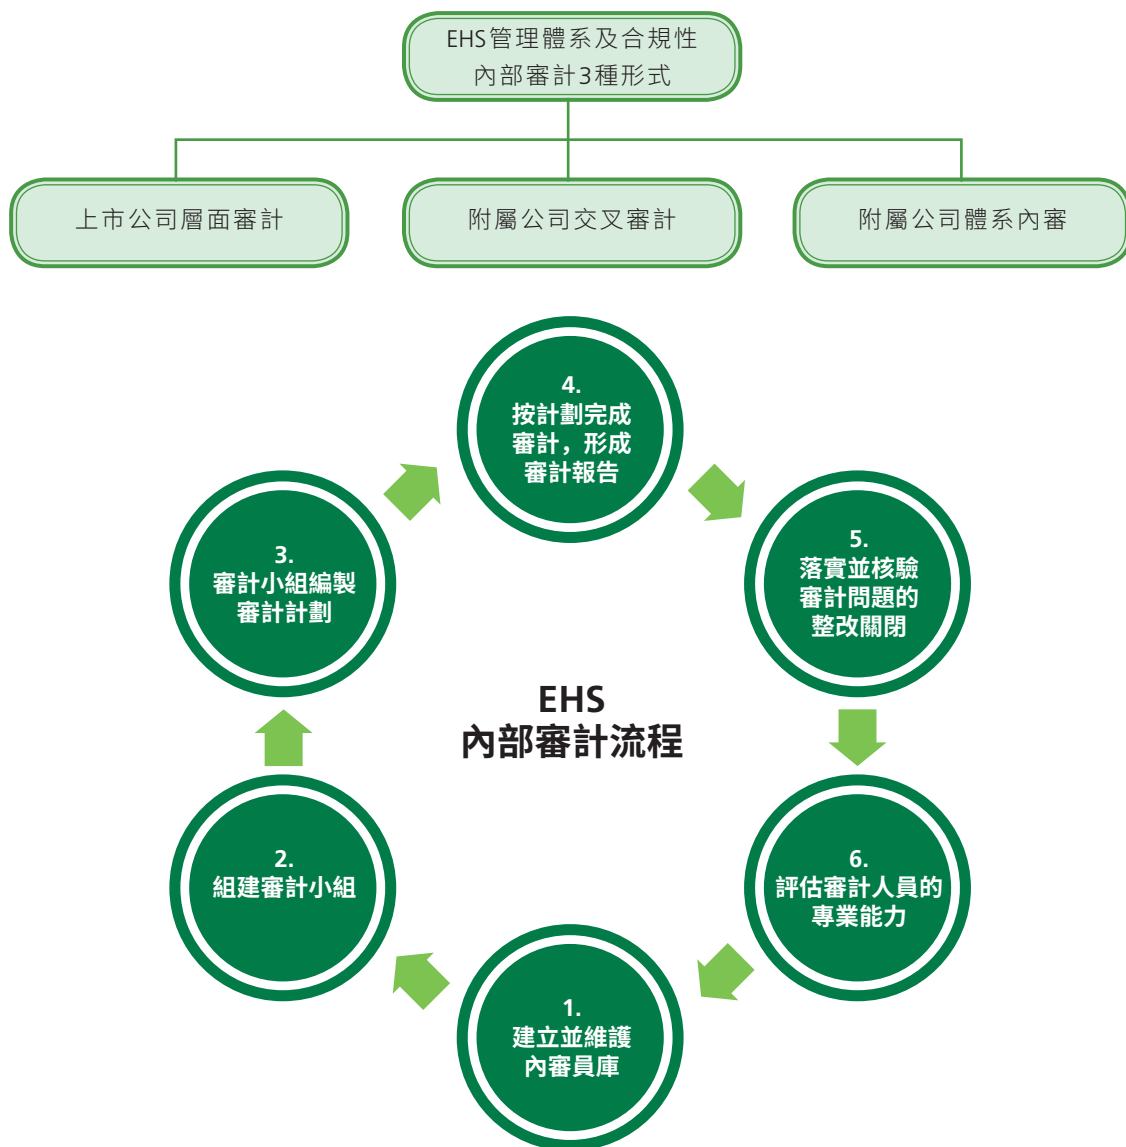 EHS管理體系及合規性
內部審計3種形式
上市公司層面審計
附屬公司交叉審計
附屬公司體系內審
4.
按計劃完成
審計，形成
審計報告
3.
審計小組編製
審計計劃
5.
落實並核驗
審計問題的
整改關閉
EHS
內部審計流程
2.
組建審計小組
6.
評估審計人員的
專業能力
1.
建立並維護
內審員庫